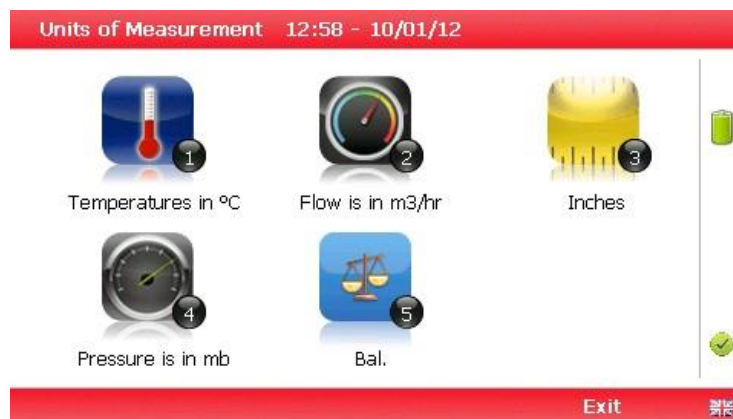 Units of Measurement 12:58 - 10/01/12
1
2
3
Temperatures in ºC
Flow is in m3/hr
Inches
4
5
Pressure is in mb
Bal.
Exit